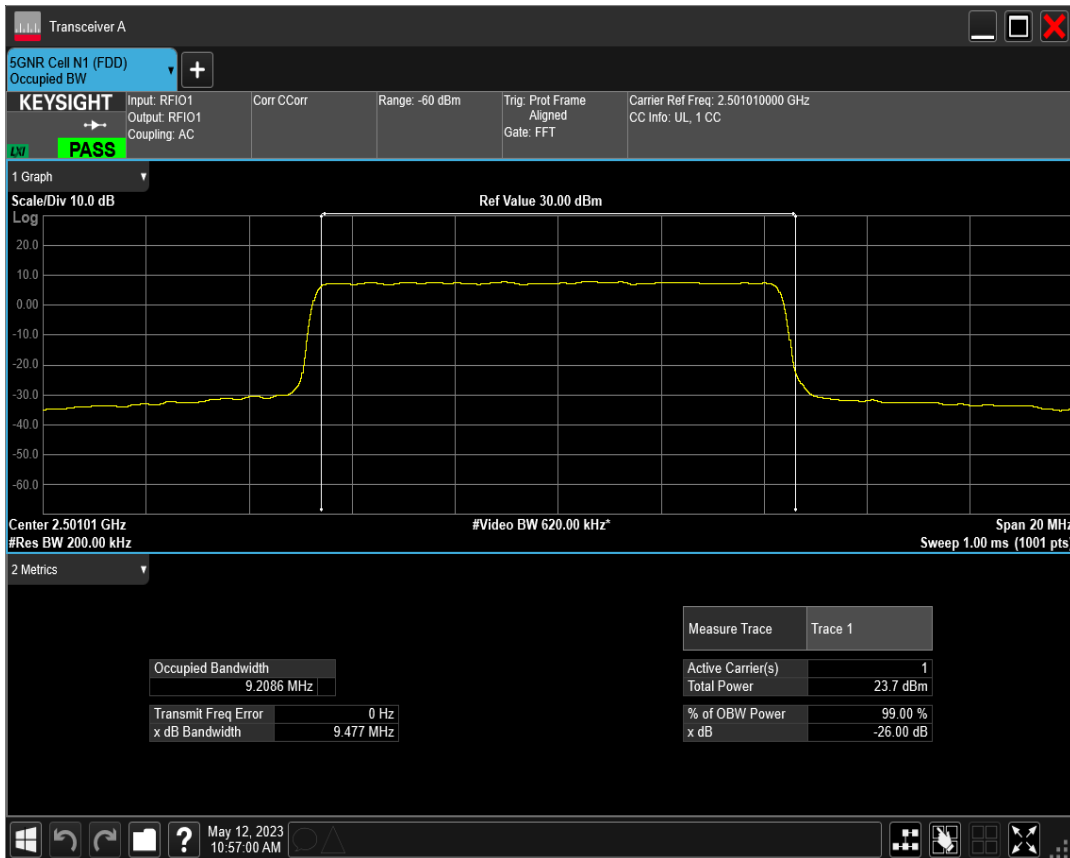 Transceiver A
5GNR Cell N1 (FDD)
Occupied BW
KEYSIGHT
LXI
PASS
Input: RFIO1
Output: RFIO1
Coupling: AC
Corr CCorr
Range: -60 dBm
Trig: Prot Frame
Aligned
Gate: FFT
Carrier Ref Freq: 2.501010000 GHz
CC Info: UL, 1 CC
1 Graph
Scale/Div 10.0 dB
Ref Value 30.00 dBm
Log
20.0
10.0
0.00
-10.0
-20.0
-30.0
-40.0
-50.0
-60.0
Center 2.50101 GHz
#Video BW 620.00 kHz*
Span 20 MHz
#Res BW 200.00 kHz
Sweep 1.00 ms (1001 pts)
2 Metrics
Measure Trace Trace 1
Occupied Bandwidth
9.2086 MHz
Active Carrier(s) 1
Total Power 23.7 dBm
Transmit Freq Error 0 Hz
x dB Bandwidth 9.477 MHz
% of OBW Power 99.00 %
x dB -26.00 dB
?
May 12, 2023
10:57:00 AM